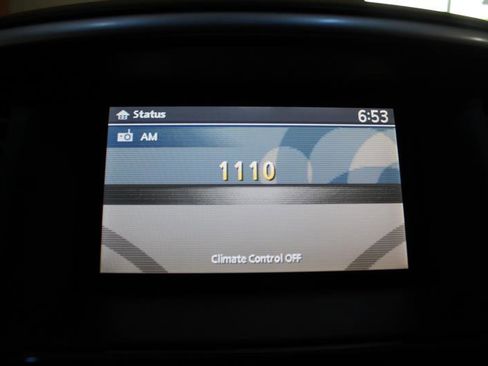 Status 6:53
AM
1110
Climate Control OFF